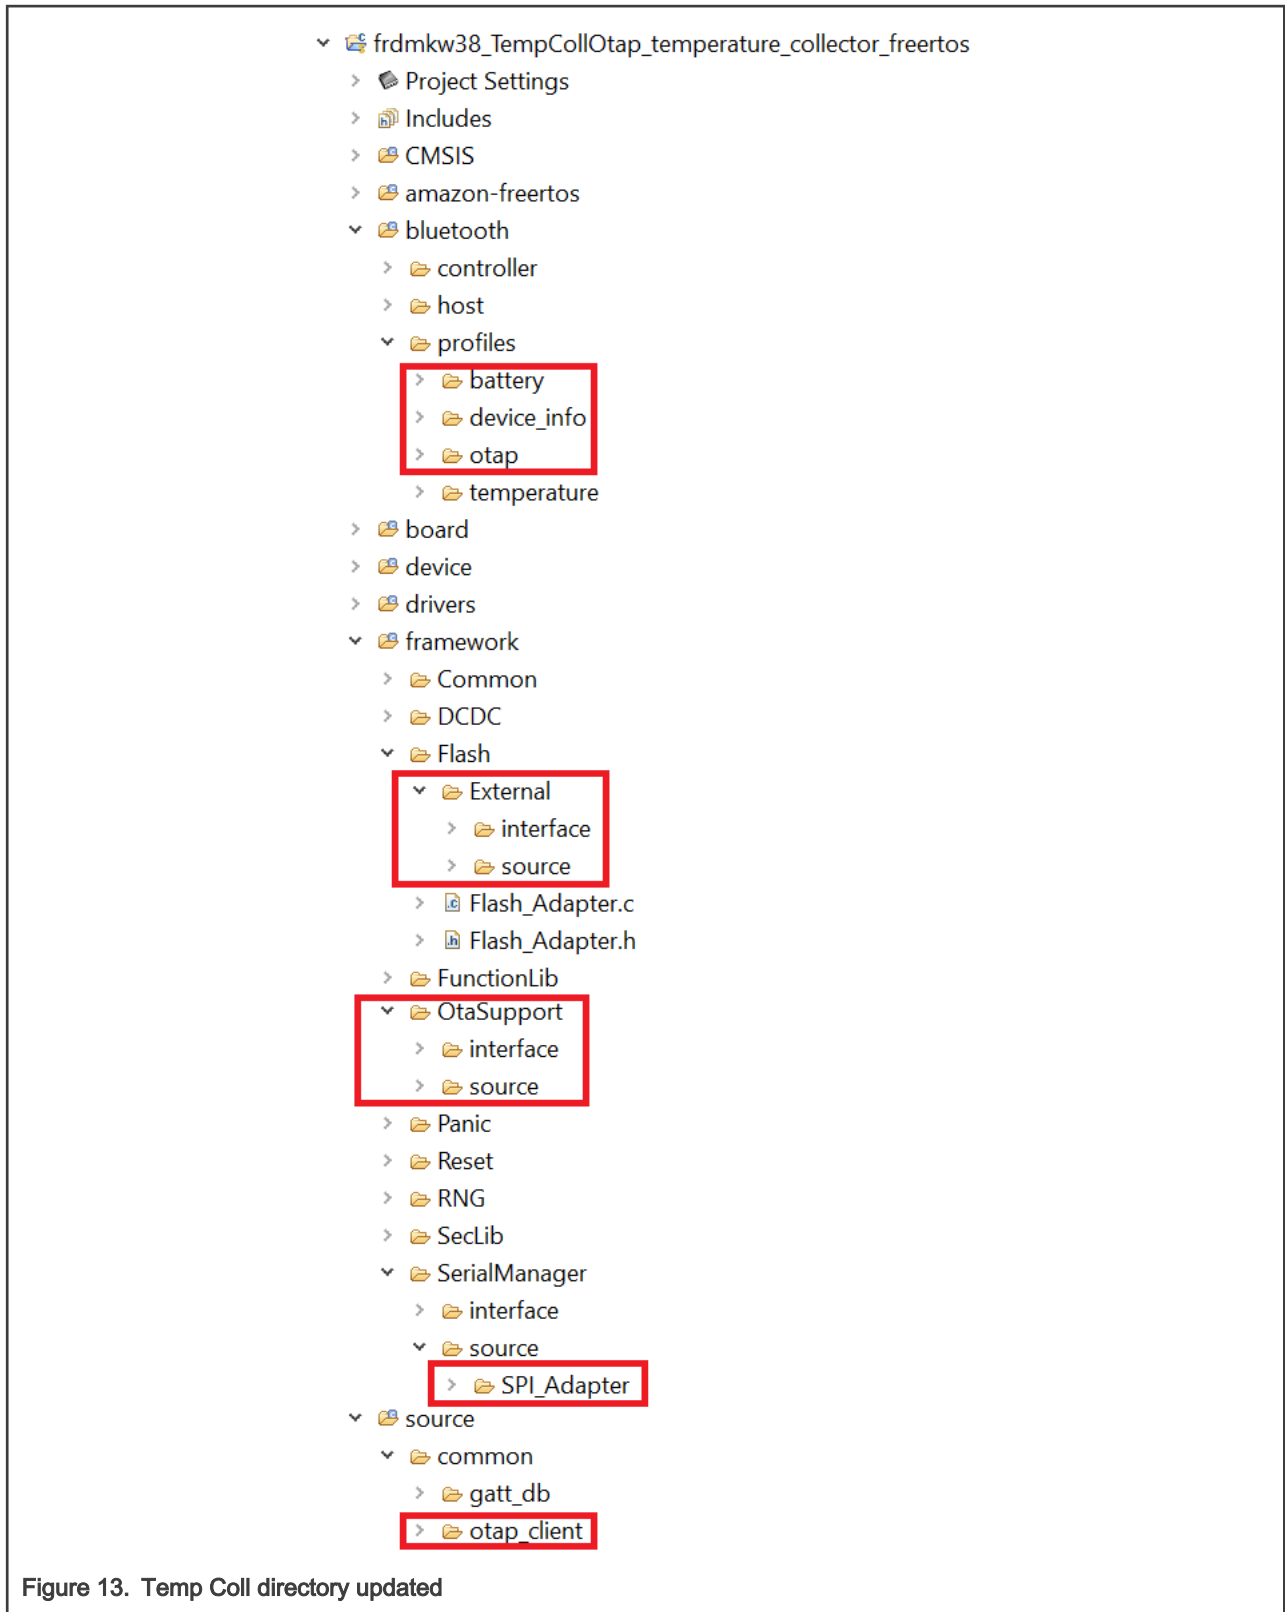 frdmkw38_TempCollOtap_temperature_collector_freertos
Project Settings
Includes
CMSIS
amazon-freertos
bluetooth
controller
host
profiles
battery
device_info
otap
temperature
board
device
drivers
framework
Common
DCDC
Flash
External
interface
source
Flash_Adapter.c
Flash_Adapter.h
FunctionLib
OtaSupport
interface
source
Panic
Reset
RNG
SecLib
SerialManager
interface
source
SPI_Adapter
source
common
gatt_db
otap_client
Figure 13. Temp Coll directory updated